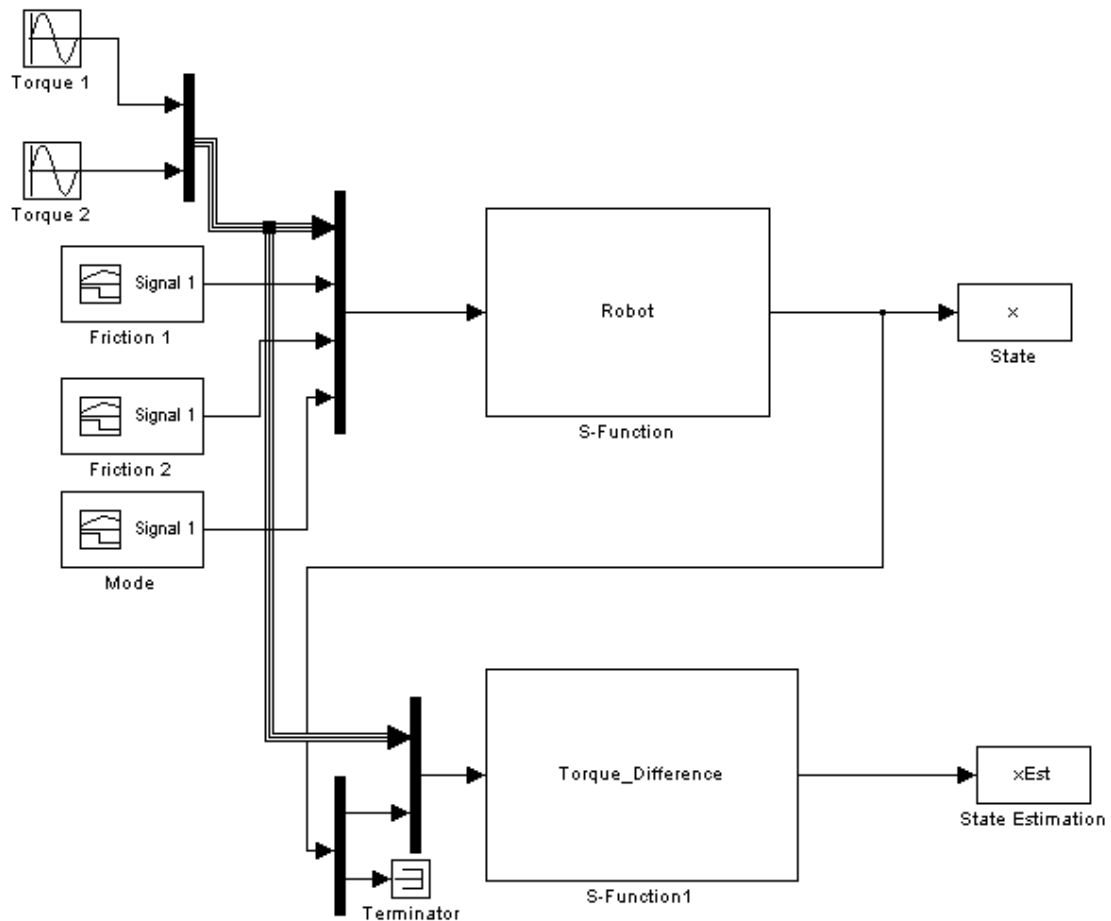 Torque 1
Torque 2
Signal 1
Friction 1
Signal 1
Friction 2
Signal 1
Mode
Robot
S-Function
x
State
Torque_Difference
S-Function1
xEst
State Estimation
Terminator